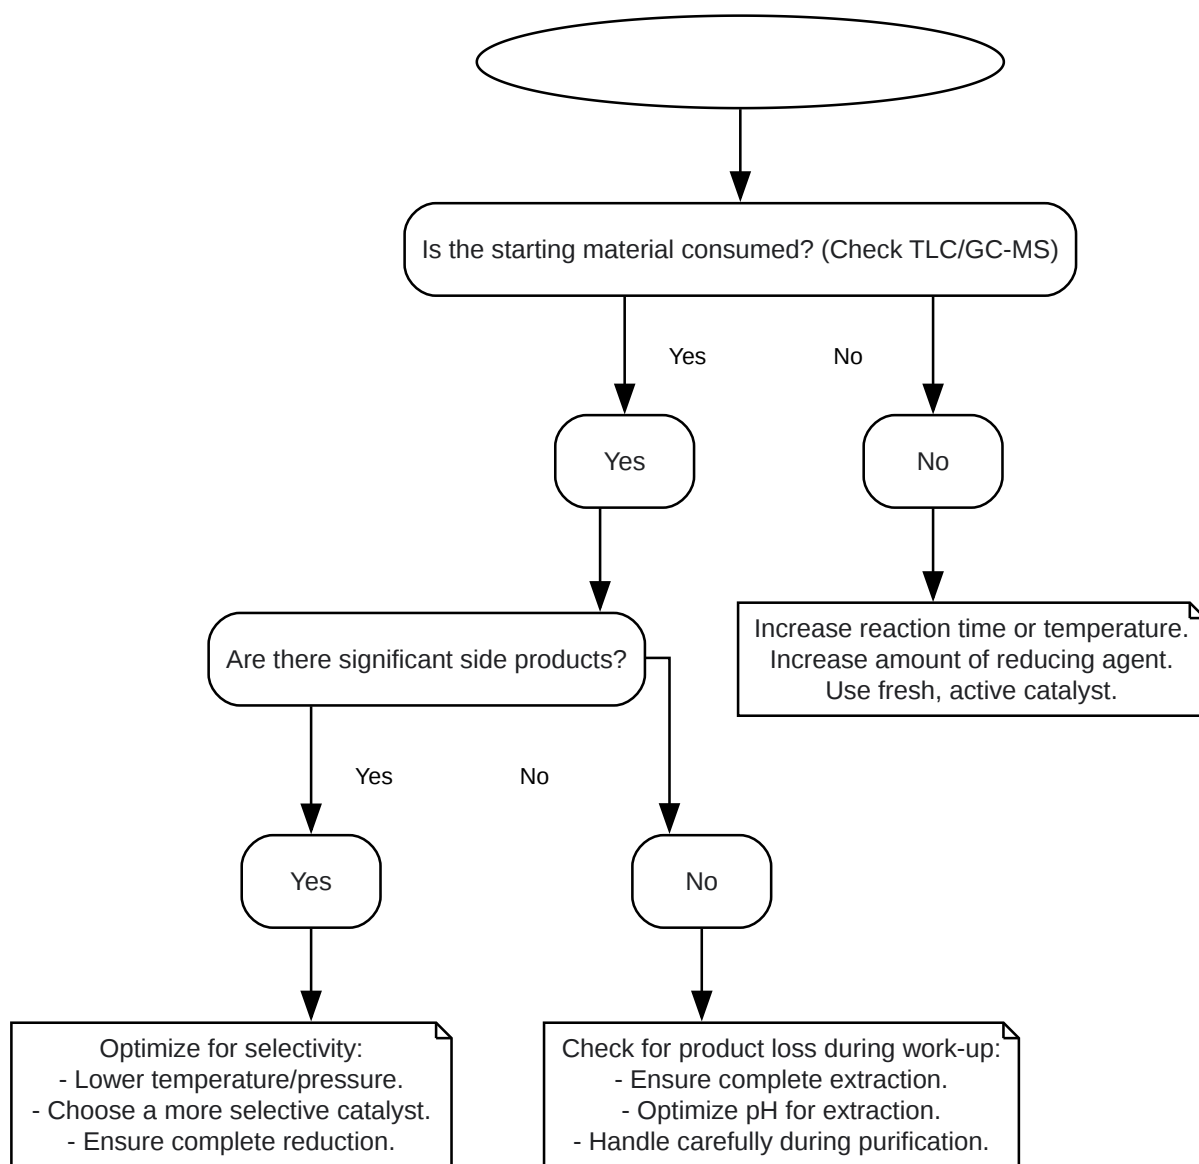 Is the starting material consumed? (Check TLC/GC-MS)
Yes
No
Yes
No
Increase reaction time or temperature.
Increase amount of reducing agent.
Use fresh, active catalyst.
Are there significant side products?
Yes
No
Yes
No
Optimize for selectivity:
- Lower temperature/pressure.
- Choose a more selective catalyst.
- Ensure complete reduction.
Check for product loss during work-up:
- Ensure complete extraction.
- Optimize pH for extraction.
- Handle carefully during purification.